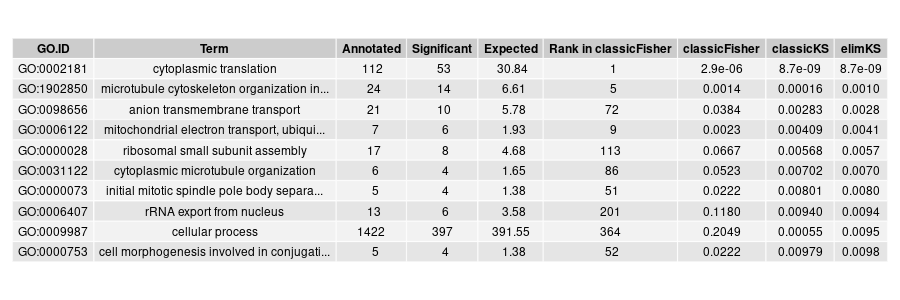 GO.ID Term Annotated Significant Expected Rank in classicFisher classicFisher classicKS elimKS
GO:0002181 cytoplasmic translation 112 53 30.84 1 2.9e-06 8.7e-09 8.7e-09
GO:1902850 microtubule cytoskeleton organization in... 24 14 6.61 5 0.0014 0.00016 0.0010
GO:0098656 anion transmembrane transport 21 10 5.78 72 0.0384 0.00283 0.0028
GO:0006122 mitochondrial electron transport, ubiqui... 7 6 1.93 9 0.0023 0.00409 0.0041
GO:0000028 ribosomal small subunit assembly 17 8 4.68 113 0.0667 0.00568 0.0057
GO:0031122 cytoplasmic microtubule organization 6 4 1.65 86 0.0523 0.00702 0.0070
GO:0000073 initial mitotic spindle pole body separa... 5 4 1.38 51 0.0222 0.00801 0.0080
GO:0006407 rRNA export from nucleus 13 6 3.58 201 0.1180 0.00940 0.0094
GO:0009987 cellular process 1422 397 391.55 364 0.2049 0.00055 0.0095
GO:0000753 cell morphogenesis involved in conjugati... 5 4 1.38 52 0.0222 0.00979 0.0098